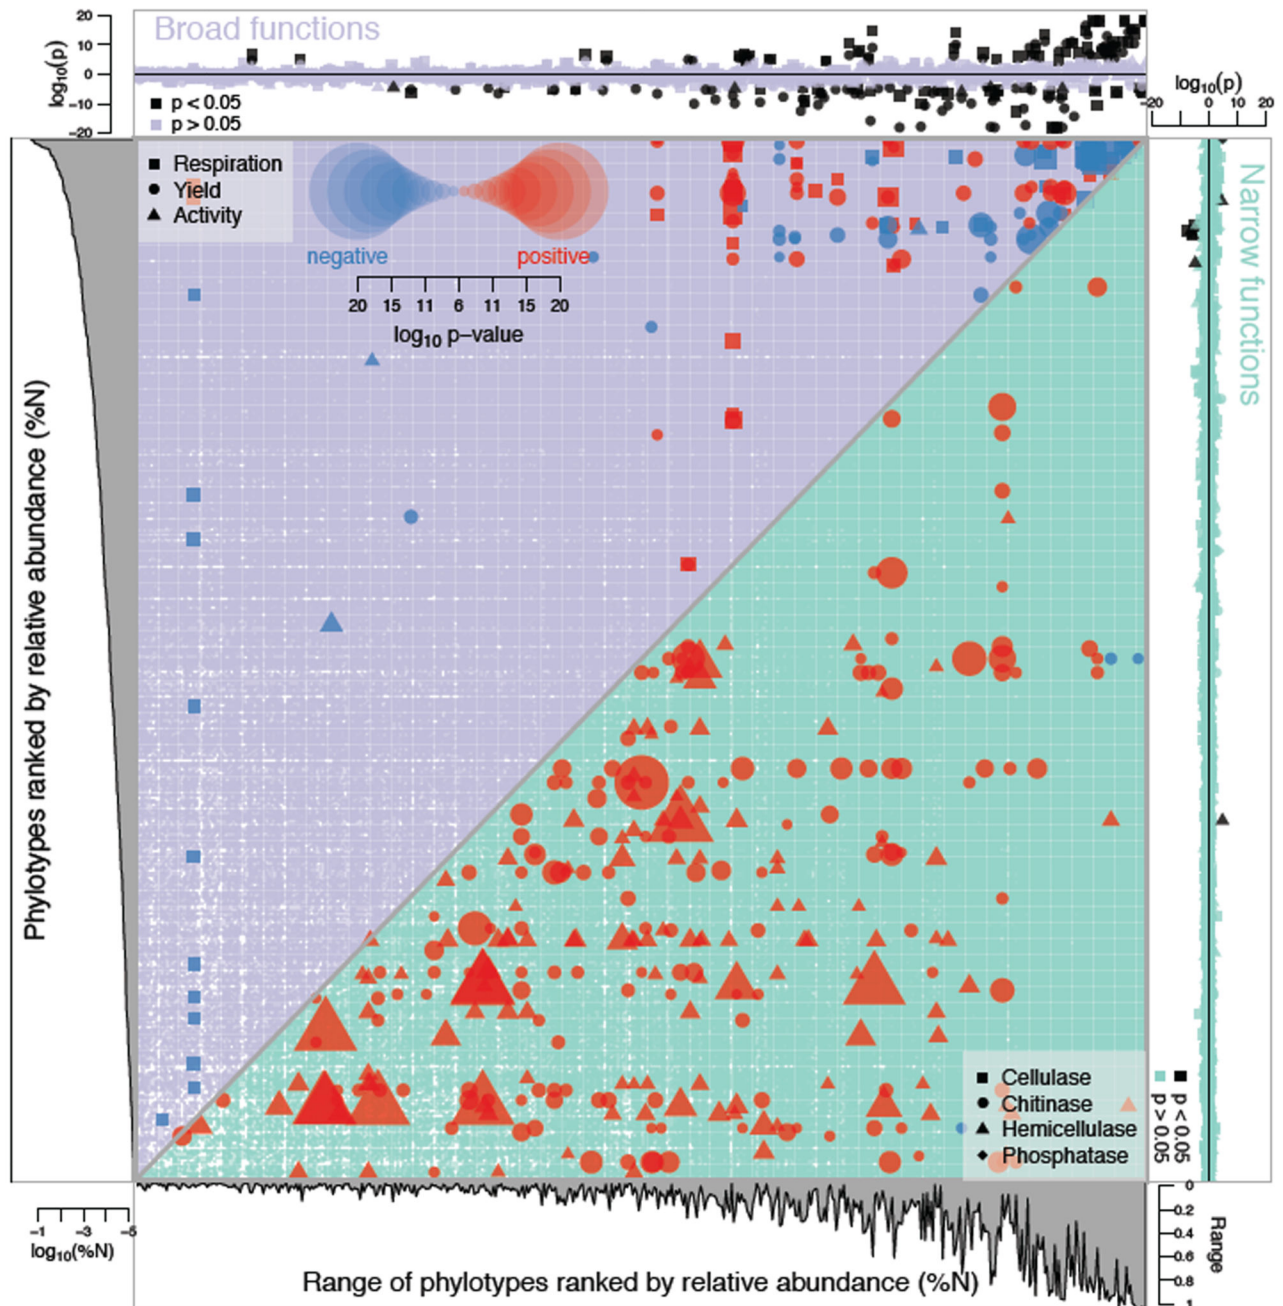 Broad functions
20
10
0
−10
−20
log10(p)
p < 0.05
p > 0.05
log10(p)
−20 0 10 20
Respiration
Yield
Activity
negative
positive
20 15 11 6 11 15 20
log10 p−value
Narrow functions
Phylotypes ranked by relative abundance (%N)
Cellulase
Chitinase
Hemicellulase
Phosphatase
p < 0.05
p > 0.05
−1 −3 −5
log10(%N)
Range of phylotypes ranked by relative abundance (%N)
0
0.2
0.4
0.6
0.8
1
Range